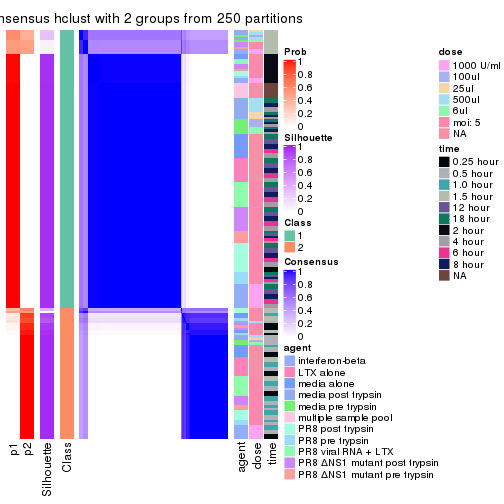 nsensus hclust with 2 groups from 250 partitions
Prob
1
0.8
0.6
0.4
0.2
0
Silhouette
1
0.8
0.6
0.4
0.2
0
Class
1
2
Consensus
1
0.8
0.6
0.4
0.2
0
agent
interferon-beta
LTX alone
media alone
media post trypsin
media pre trypsin
multiple sample pool
PR8 post trypsin
PR8 pre trypsin
PR8 viral RNA + LTX
PR8 ΔNS1 mutant post trypsin
PR8 ΔNS1 mutant pre trypsin
dose
1000 U/ml
100ul
25ul
500ul
6ul
moi: 5
NA
time
0.25 hour
0.5 hour
1.0 hour
1.5 hour
12 hour
18 hour
2 hour
4 hour
6 hour
8 hour
NA
p1
p2
Silhouette
Class
agent
dose
time